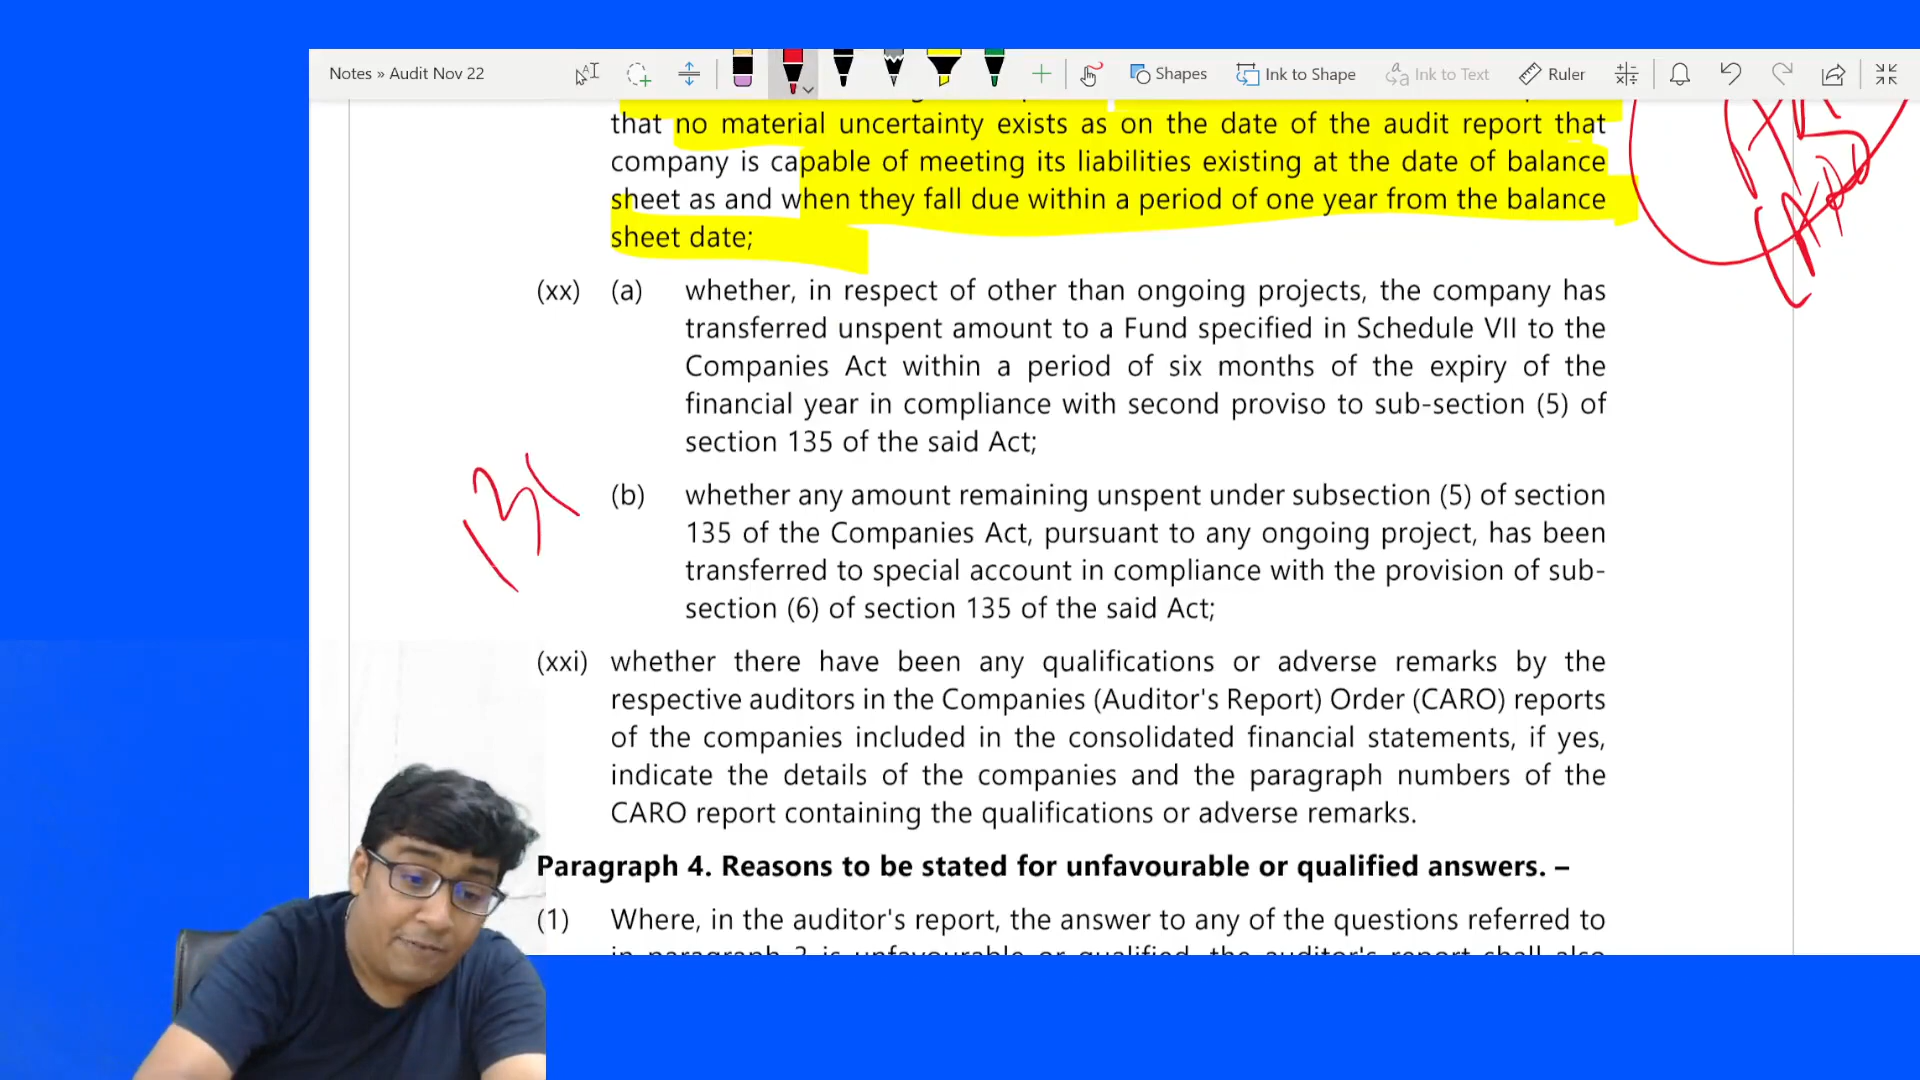 Notes » Audit Nov 22
Shapes
Ink to Shape
Ink to Text
Ruler
that no material uncertainty exists as on the date of the audit report that
company is capable of meeting its liabilities existing at the date of balance
sheet as and when they fall due within a period of one year from the balance
sheet date;
(xx) (a) whether, in respect of other than ongoing projects, the company has
transferred unspent amount to a Fund specified in Schedule VII to the
Companies Act within a period of six months of the expiry of the
financial year in compliance with second proviso to sub-section (5) of
section 135 of the said Act;
(b) whether any amount remaining unspent under subsection (5) of section
135 of the Companies Act, pursuant to any ongoing project, has been
transferred to special account in compliance with the provision of sub-
section (6) of section 135 of the said Act;
(xxi) whether there have been any qualifications or adverse remarks by the
respective auditors in the Companies (Auditor's Report) Order (CARO) reports
of the companies included in the consolidated financial statements, if yes,
indicate the details of the companies and the paragraph numbers of the
CARO report containing the qualifications or adverse remarks.
Paragraph 4. Reasons to be stated for unfavourable or qualified answers. –
(1) Where, in the auditor's report, the answer to any of the questions referred to
in paragraph 3 is unfavourable or qualified, the auditor's report shall also